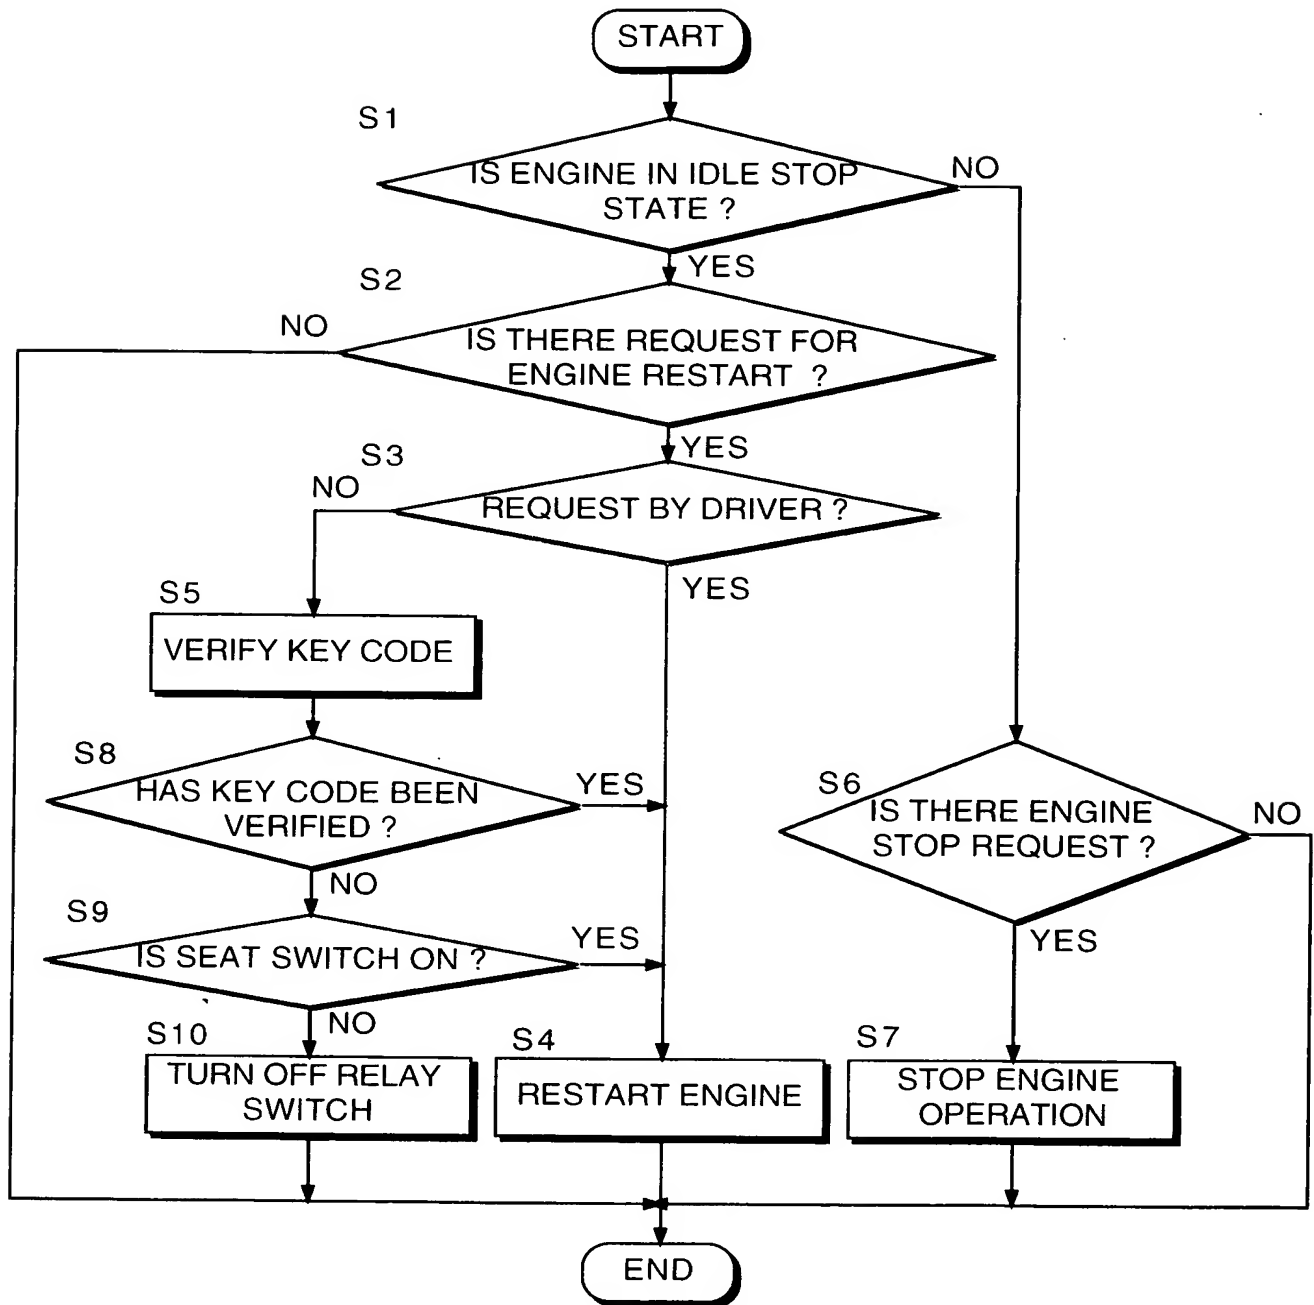 START
S1
IS ENGINE IN IDLE STOP
STATE ?
NO
YES
S2
NO
IS THERE REQUEST FOR
ENGINE RESTART ?
YES
S3
NO
REQUEST BY DRIVER ?
YES
S5
VERIFY KEY CODE
S8
HAS KEY CODE BEEN
VERIFIED ?
YES
S6
IS THERE ENGINE
STOP REQUEST ?
NO
NO
S9
IS SEAT SWITCH ON ?
YES
YES
NO
S10
TURN OFF RELAY
SWITCH
S4
RESTART ENGINE
S7
STOP ENGINE
OPERATION
END